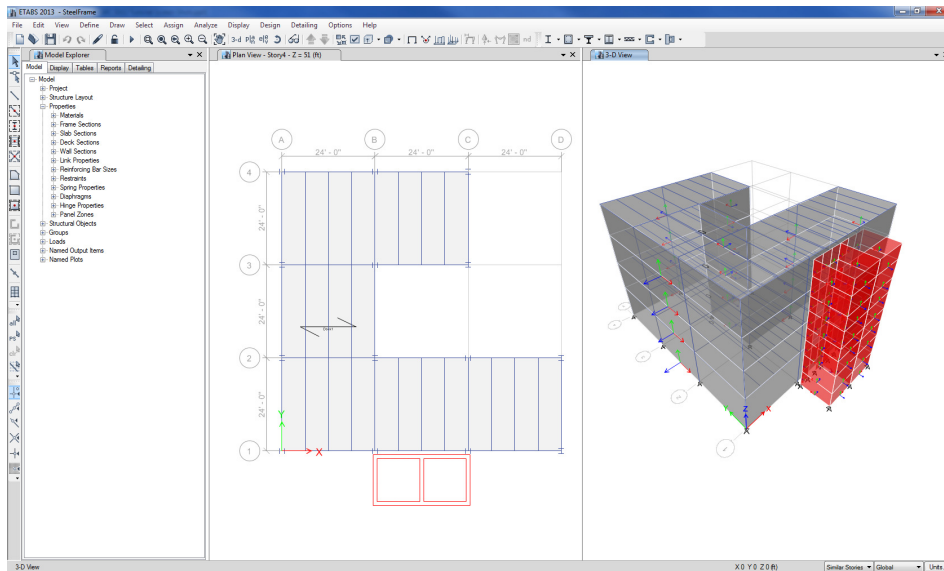 ETABS 2013 - SteelFrame
File Edit View Define Draw Select Assign Analyze Display Design Detailing Options Help
3-d
nd
Model Explorer
Model Display Tables Reports Detailing
Model
Project
Structure Layout
Properties
Materials
Frame Sections
Slab Sections
Deck Sections
Wall Sections
Link Properties
Reinforcing Bar Sizes
Restraints
Spring Properties
Diaphragms
Hinge Properties
Panel Zones
Structural Objects
Groups
Loads
Named Output Items
Named Plots
PS
Plan View - Story4 - Z = 51 (ft)
A B C D
24' - 0" 24' - 0" 24' - 0"
4
24' - 0"
3
24' - 0"
Deck1
2
24' - 0"
Y
1
X
3-D View
Z
Y
X
3-D View
X 0 Y 0 Z 0 (ft)
Similar Stories
Global
Units